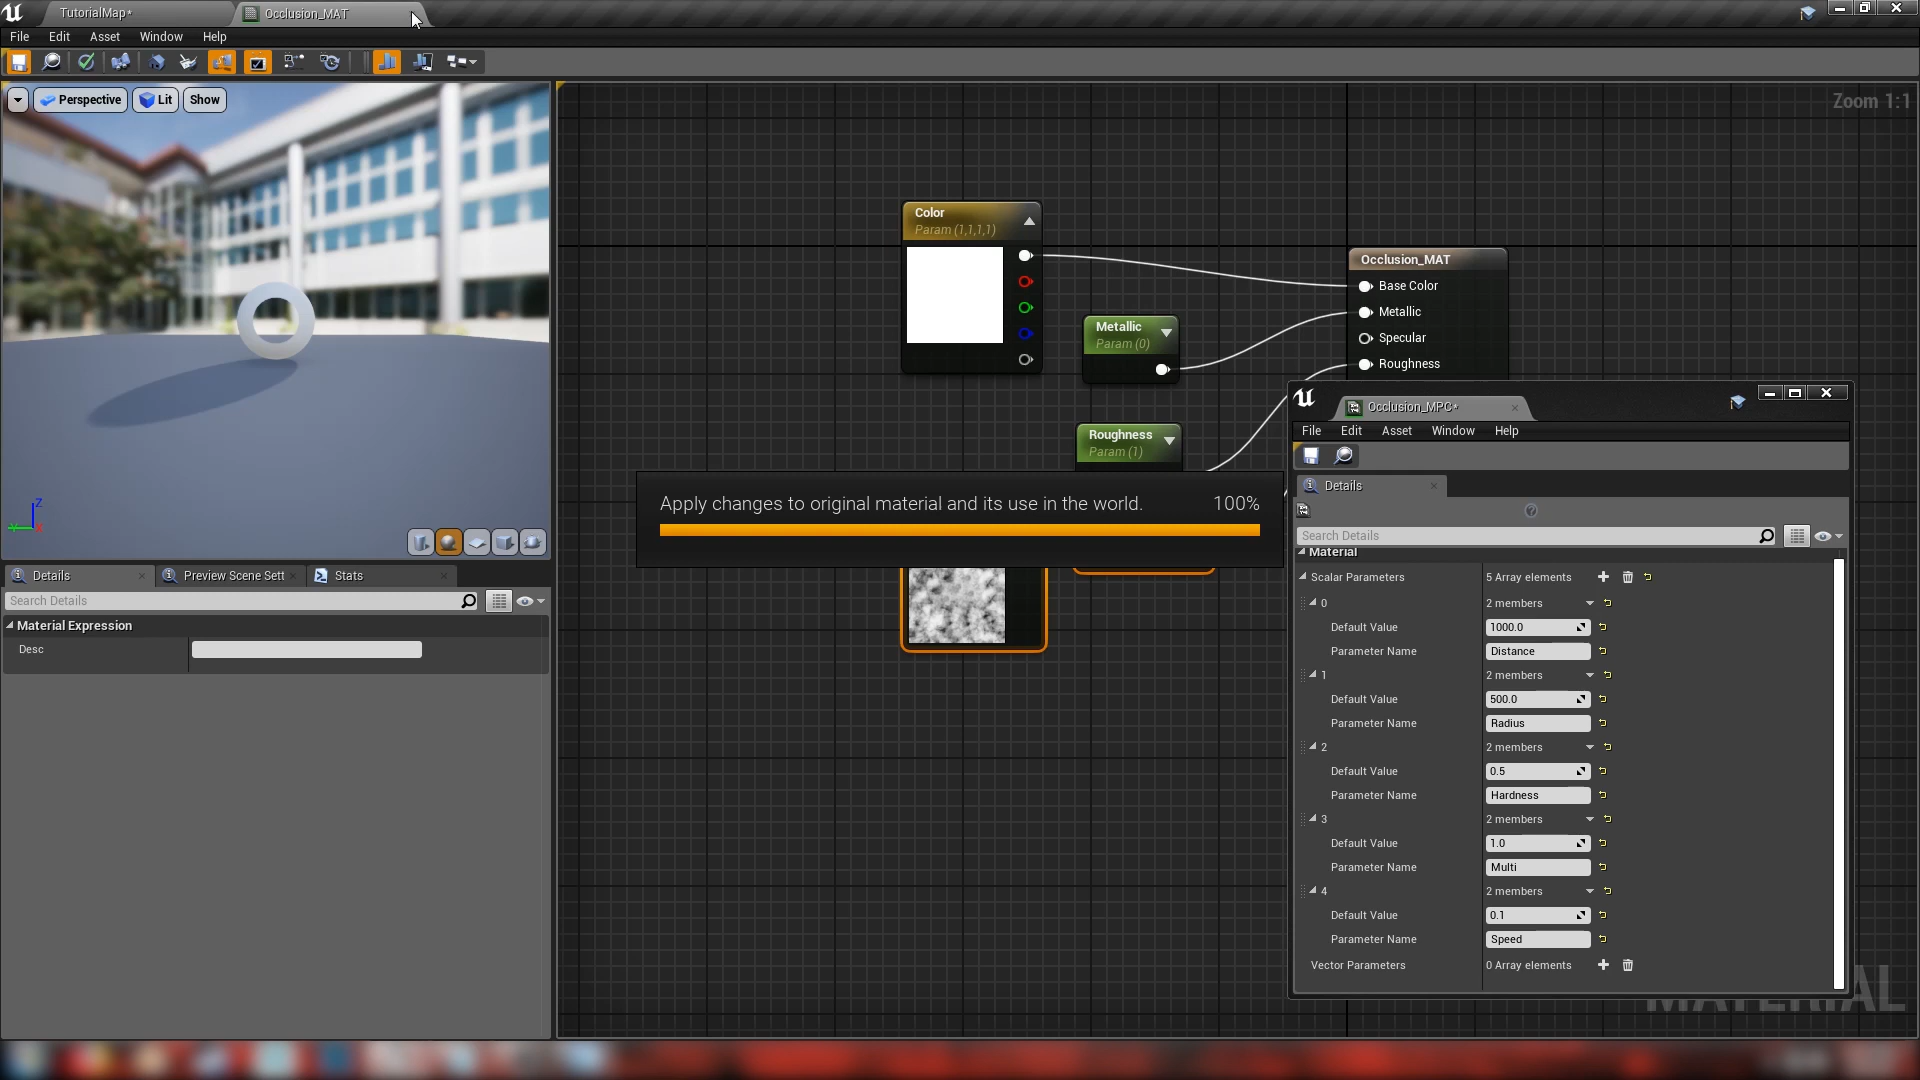 TutorialMap*
Occlusion_MAT
File Edit Asset Window Help
Perspective Lit Show
Zoom 1:1
Color
Param (1,1,1,1)
Metallic
Param (0)
Roughness
Param (1)
Occlusion_MAT
Base Color
Metallic
Specular
Roughness
Apply changes to original material and its use in the world. 100%
Z
Details
Preview Scene Sett
Stats
Search Details
Material Expression
Desc
Occlusion_MPC*
File Edit Asset Window Help
Details
Search Details
Material
Scalar Parameters 5 Array elements
0 2 members
Default Value 1000.0
Parameter Name Distance
1 2 members
Default Value 500.0
Parameter Name Radius
2 2 members
Default Value 0.5
Parameter Name Hardness
3 2 members
Default Value 1.0
Parameter Name Multi
4 2 members
Default Value 0.1
Parameter Name Speed
Vector Parameters 0 Array elements
MATERIAL